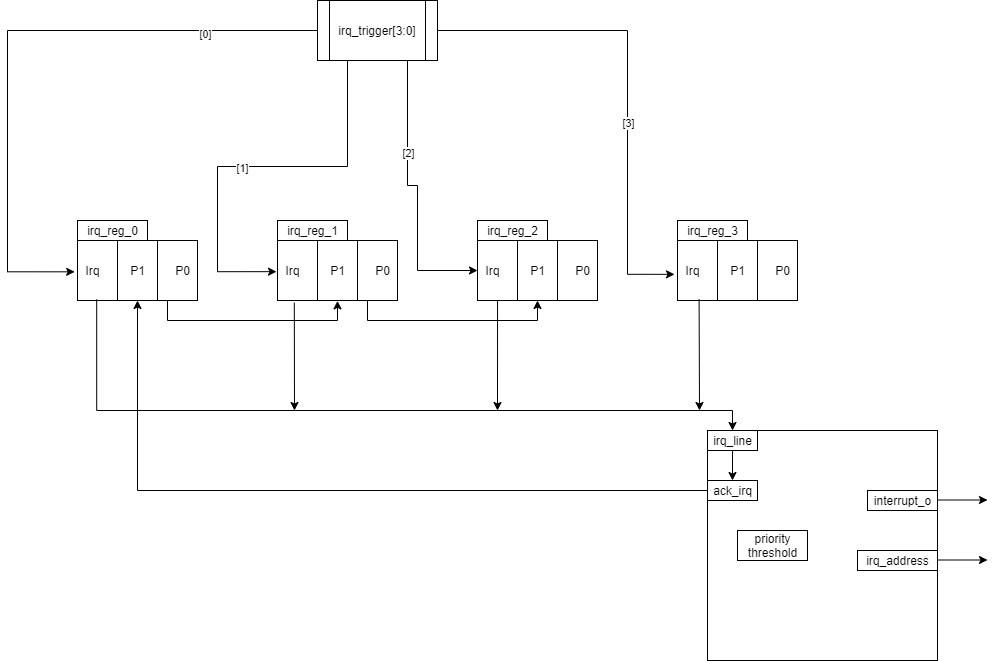 irq_trigger[3:0]
[0]
[3]
[2]
[1]
irq_reg_0
irq_reg_1
irq_reg_2
irq_reg_3
Irq P1 P0
Irq P1 P0
Irq P1 P0
Irq P1 P0
irq_line
ack_irq
interrupt_o
priority
threshold
irq_address